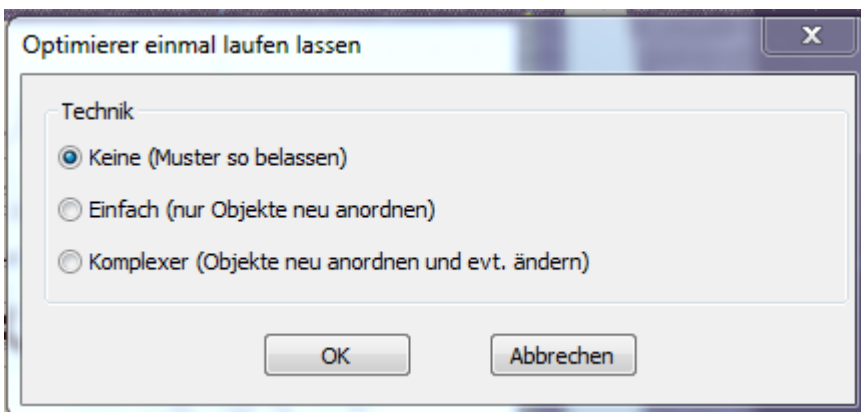 Optimierer einmal laufen lassen
Technik
Keine (Muster so belassen)
Einfach (nur Objekte neu anordnen)
Komplexer (Objekte neu anordnen und evt. ändern)
OK Abbrechen